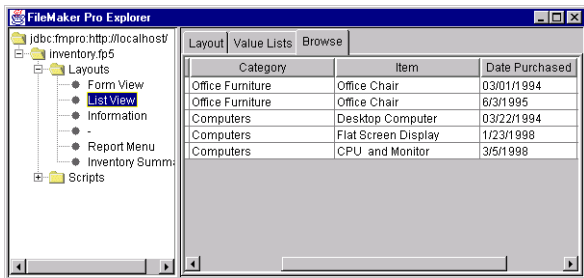 FileMaker Pro Explorer
jdbc:fmpro:http://localhost/
inventory.fp5
Layouts
Form View
List View
Information
-
Report Menu
Inventory Summa
Scripts
Layout Value Lists Browse
Category Item Date Purchased
Office Furniture Office Chair 03/01/1994
Office Furniture Office Chair 6/3/1995
Computers Desktop Computer 03/22/1994
Computers Flat Screen Display 1/23/1998
Computers CPU and Monitor 3/5/1998